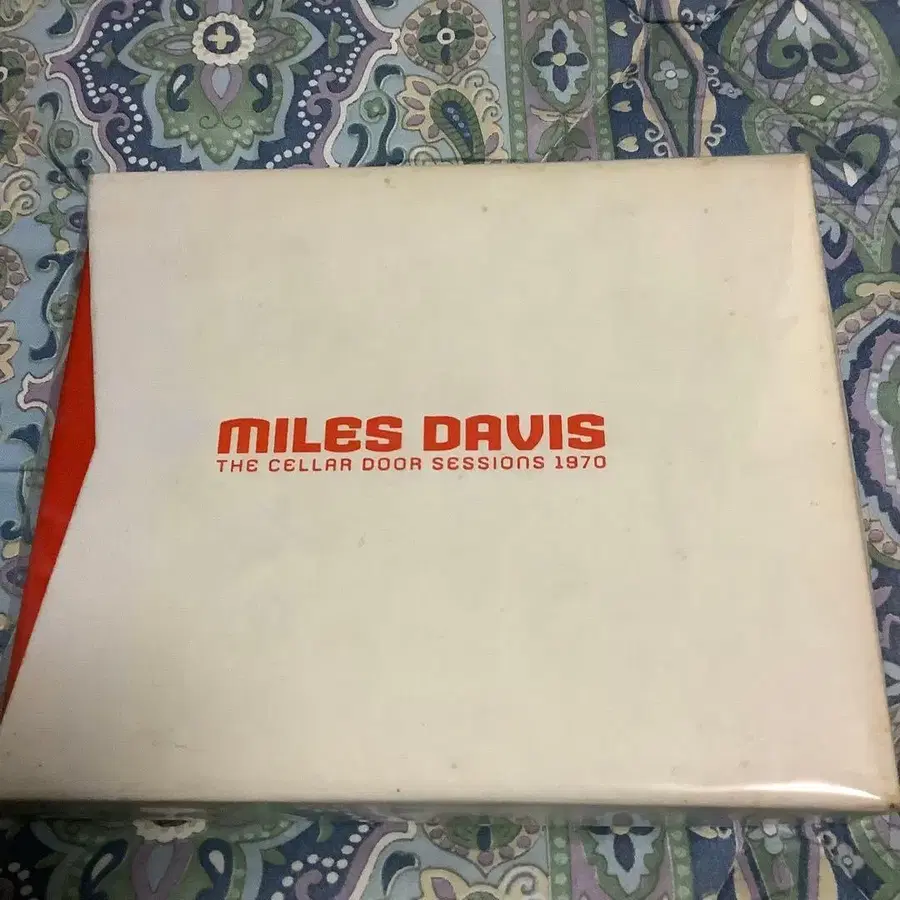 MILES DAVIS
THE CELLAR DOOR SESSIONS 1970